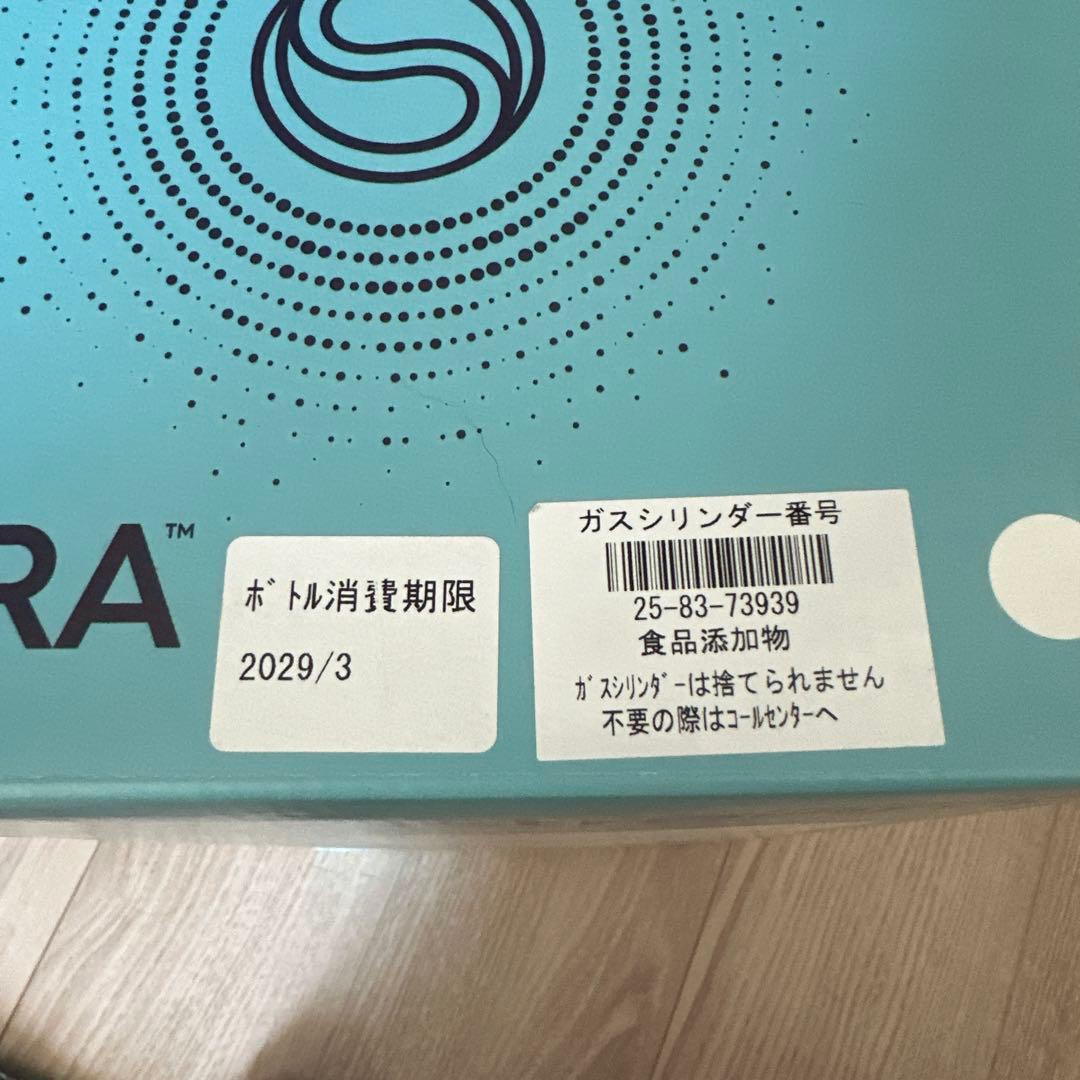 RA™
ﾎﾞﾄﾙ消費期限
2029/3
ガスシリンダー番号
25-83-73939
食品添加物
ｶﾞｽｼﾘﾝﾀﾞｰは捨てられません
不要の際はｺｰﾙｾﾝﾀｰへ